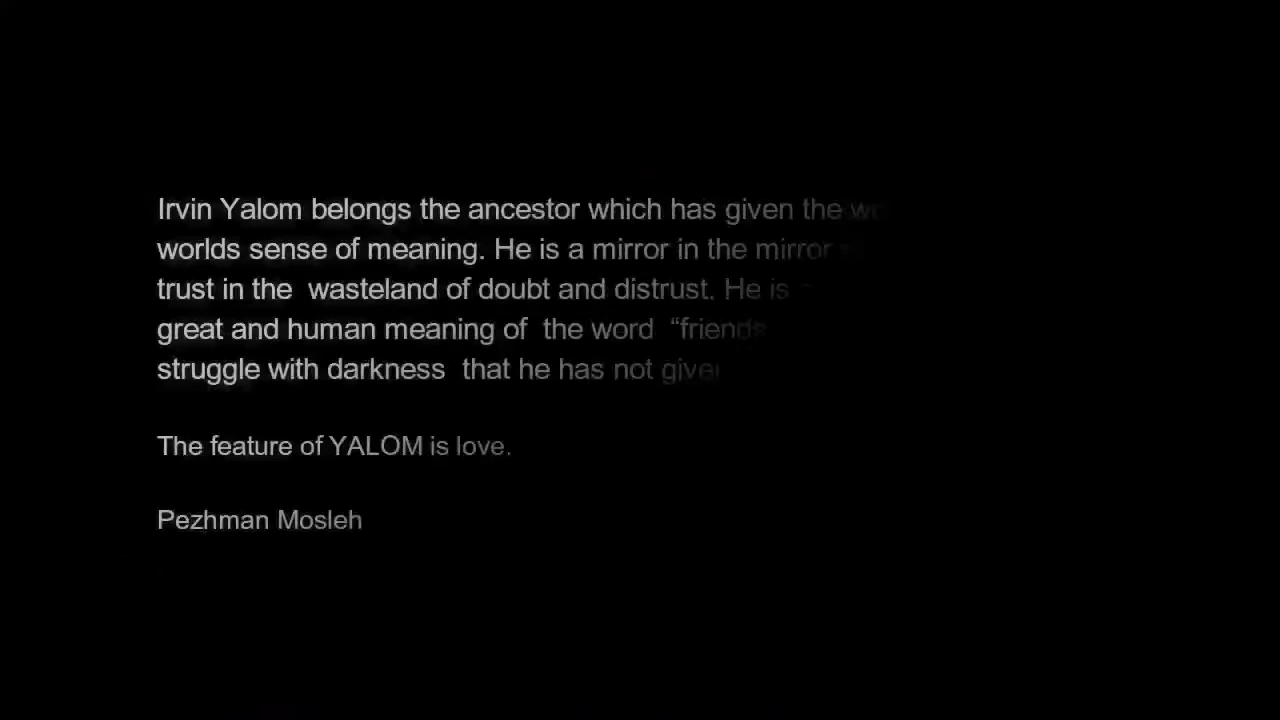 Irvin Yalom belongs the ancestor which has given the
worlds sense of meaning. He is a mirror in the mirror
trust in the wasteland of doubt and distrust. He is
great and human meaning of the word
struggle with darkness that he has not
The feature of YALOM is love.
Pezhman Mosleh